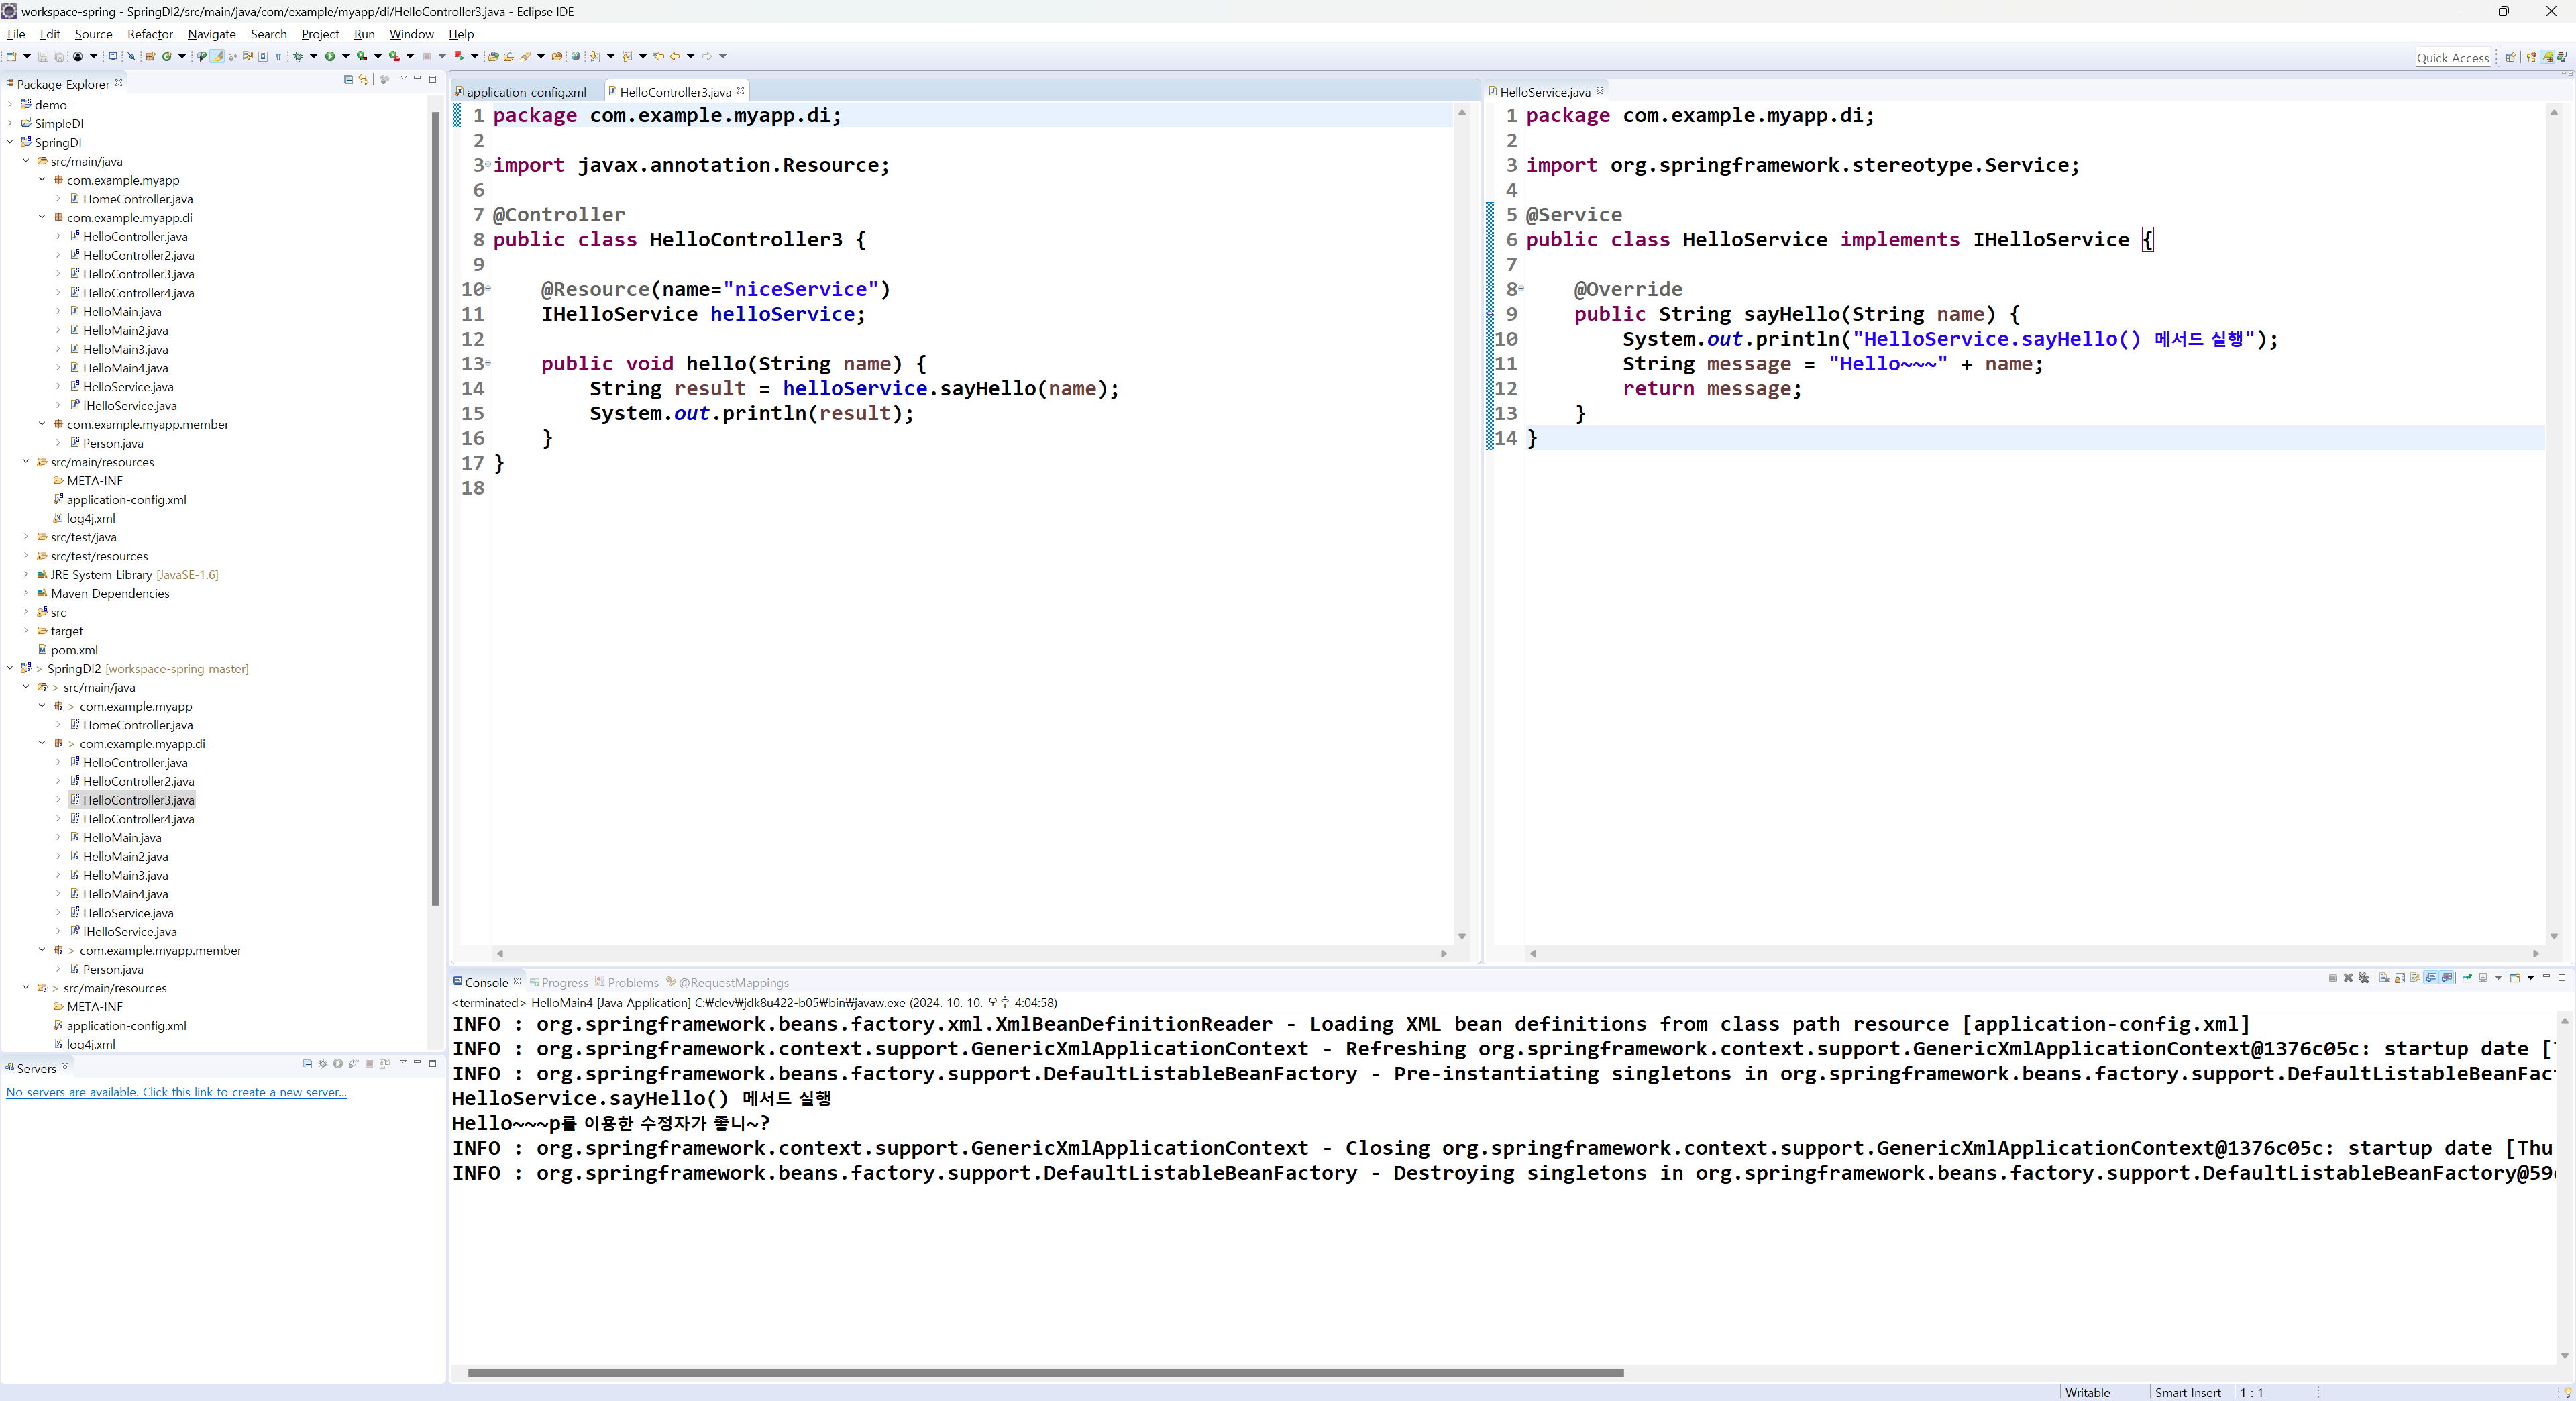 workspace-spring - SpringDI2/src/main/java/com/example/myapp/di/HelloController3.java - Eclipse IDE
File Edit Source Refactor Navigate Search Project Run Window Help
Quick Access
Package Explorer
demo
SimpleDI
SpringDI
src/main/java
com.example.myapp
HomeController.java
com.example.myapp.di
HelloController.java
HelloController2.java
HelloController3.java
HelloController4.java
HelloMain.java
HelloMain2.java
HelloMain3.java
HelloMain4.java
HelloService.java
IHelloService.java
com.example.myapp.member
Person.java
src/main/resources
META-INF
application-config.xml
log4j.xml
src/test/java
src/test/resources
JRE System Library [JavaSE-1.6]
Maven Dependencies
src
target
pom.xml
> SpringDI2 [workspace-spring master]
> src/main/java
> com.example.myapp
HomeController.java
> com.example.myapp.di
HelloController.java
HelloController2.java
HelloController3.java
HelloController4.java
HelloMain.java
HelloMain2.java
HelloMain3.java
HelloMain4.java
HelloService.java
IHelloService.java
> com.example.myapp.member
Person.java
> src/main/resources
META-INF
application-config.xml
log4j.xml
Servers
No servers are available. Click this link to create a new server...
application-config.xml HelloController3.java
1 package com.example.myapp.di;
2
3 import javax.annotation.Resource;
6
7 @Controller
8 public class HelloController3 {
9
10 @Resource(name="niceService")
11 IHelloService helloService;
12
13 public void hello(String name) {
14 String result = helloService.sayHello(name);
15 System.out.println(result);
16 }
17 }
18
HelloService.java
1 package com.example.myapp.di;
2
3 import org.springframework.stereotype.Service;
4
5 @Service
6 public class HelloService implements IHelloService {
7
8 @Override
9 public String sayHello(String name) {
10 System.out.println("HelloService.sayHello() 메서드 실행");
11 String message = "Hello~~~" + name;
12 return message;
13 }
14 }
Console Progress Problems @RequestMappings
<terminated> HelloMain4 [Java Application] C:₩dev₩jdk8u422-b05₩bin₩javaw.exe (2024. 10. 10. 오후 4:04:58)
INFO : org.springframework.beans.factory.xml.XmlBeanDefinitionReader - Loading XML bean definitions from class path resource [application-config.xml]
INFO : org.springframework.context.support.GenericXmlApplicationContext - Refreshing org.springframework.context.support.GenericXmlApplicationContext@1376c05c: startup date [
INFO : org.springframework.beans.factory.support.DefaultListableBeanFactory - Pre-instantiating singletons in org.springframework.beans.factory.support.DefaultListableBeanFac
HelloService.sayHello() 메서드 실행
Hello~~~p를 이용한 수정자가 좋니~?
INFO : org.springframework.context.support.GenericXmlApplicationContext - Closing org.springframework.context.support.GenericXmlApplicationContext@1376c05c: startup date [Thu
INFO : org.springframework.beans.factory.support.DefaultListableBeanFactory - Destroying singletons in org.springframework.beans.factory.support.DefaultListableBeanFactory@59
Writable Smart Insert 1 : 1